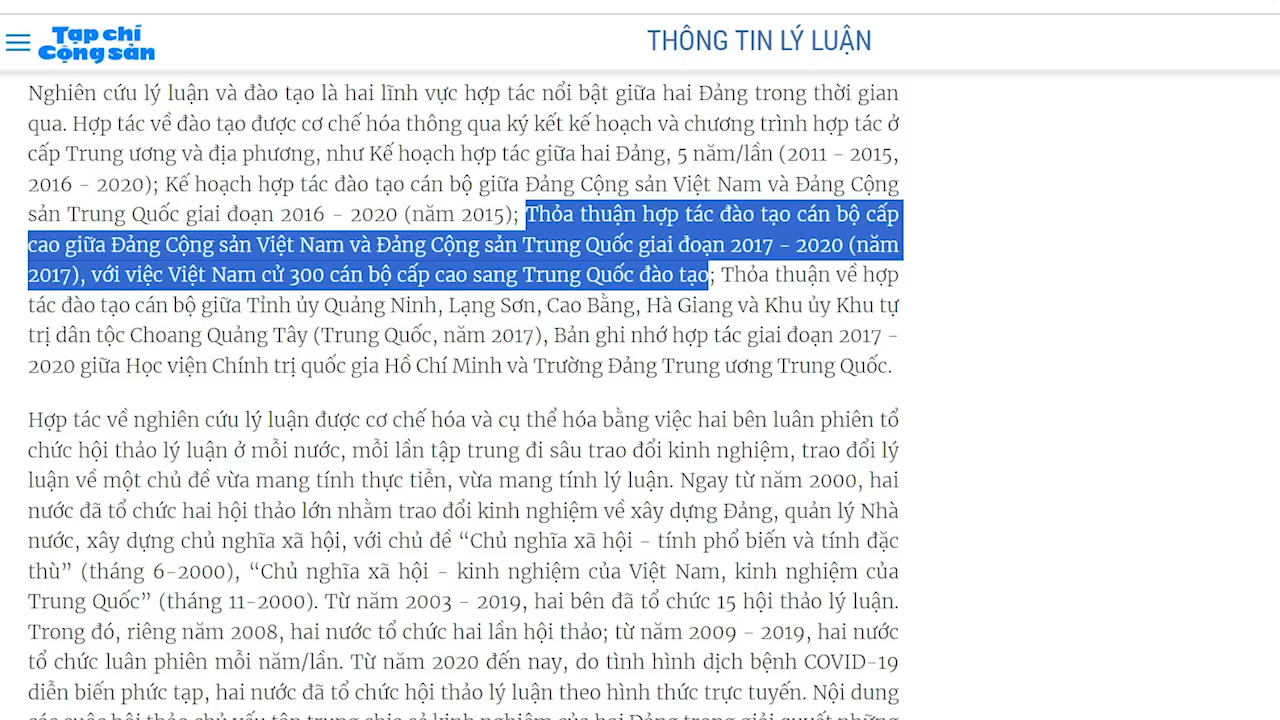 Tạp chí
Cộng sản
THÔNG TIN LÝ LUẬN
Nghiên cứu lý luận và đào tạo là hai lĩnh vực hợp tác nổi bật giữa hai Đảng trong thời gian
qua. Hợp tác về đào tạo được cơ chế hóa thông qua ký kết kế hoạch và chương trình hợp tác ở
cấp Trung ương và địa phương, như Kế hoạch hợp tác giữa hai Đảng, 5 năm/lần (2011 - 2015,
2016 - 2020); Kế hoạch hợp tác đào tạo cán bộ giữa Đảng Cộng sản Việt Nam và Đảng Cộng
sản Trung Quốc giai đoạn 2016 - 2020 (năm 2015); Thỏa thuận hợp tác đào tạo cán bộ cấp
cao giữa Đảng Cộng sản Việt Nam và Đảng Cộng sản Trung Quốc giai đoạn 2017 - 2020 (năm
2017), với việc Việt Nam cử 300 cán bộ cấp cao sang Trung Quốc đào tạo; Thỏa thuận về hợp
tác đào tạo cán bộ giữa Tỉnh ủy Quảng Ninh, Lạng Sơn, Cao Bằng, Hà Giang và Khu ủy Khu tự
trị dân tộc Choang Quảng Tây (Trung Quốc, năm 2017), Bản ghi nhớ hợp tác giai đoạn 2017 -
2020 giữa Học viện Chính trị quốc gia Hồ Chí Minh và Trường Đảng Trung ương Trung Quốc.
Hợp tác về nghiên cứu lý luận được cơ chế hóa và cụ thể hóa bằng việc hai bên luân phiên tổ
chức hội thảo lý luận ở mỗi nước, mỗi lần tập trung đi sâu trao đổi kinh nghiệm, trao đổi lý
luận về một chủ đề vừa mang tính thực tiễn, vừa mang tính lý luận. Ngay từ năm 2000, hai
nước đã tổ chức hai hội thảo lớn nhằm trao đổi kinh nghiệm về xây dựng Đảng, quản lý Nhà
nước, xây dựng chủ nghĩa xã hội, với chủ đề “Chủ nghĩa xã hội - tính phổ biến và tính đặc
thù” (tháng 6-2000), “Chủ nghĩa xã hội - kinh nghiệm của Việt Nam, kinh nghiệm của
Trung Quốc” (tháng 11-2000). Từ năm 2003 - 2019, hai bên đã tổ chức 15 hội thảo lý luận.
Trong đó, riêng năm 2008, hai nước tổ chức hai lần hội thảo; từ năm 2009 - 2019, hai nước
tổ chức luân phiên mỗi năm/lần. Từ năm 2020 đến nay, do tình hình dịch bệnh COVID-19
diễn biến phức tạp, hai nước đã tổ chức hội thảo lý luận theo hình thức trực tuyến. Nội dung
các cuộc hội thảo chủ yếu tập trung chia sẻ kinh nghiệm của hai Đảng trong giải quyết những